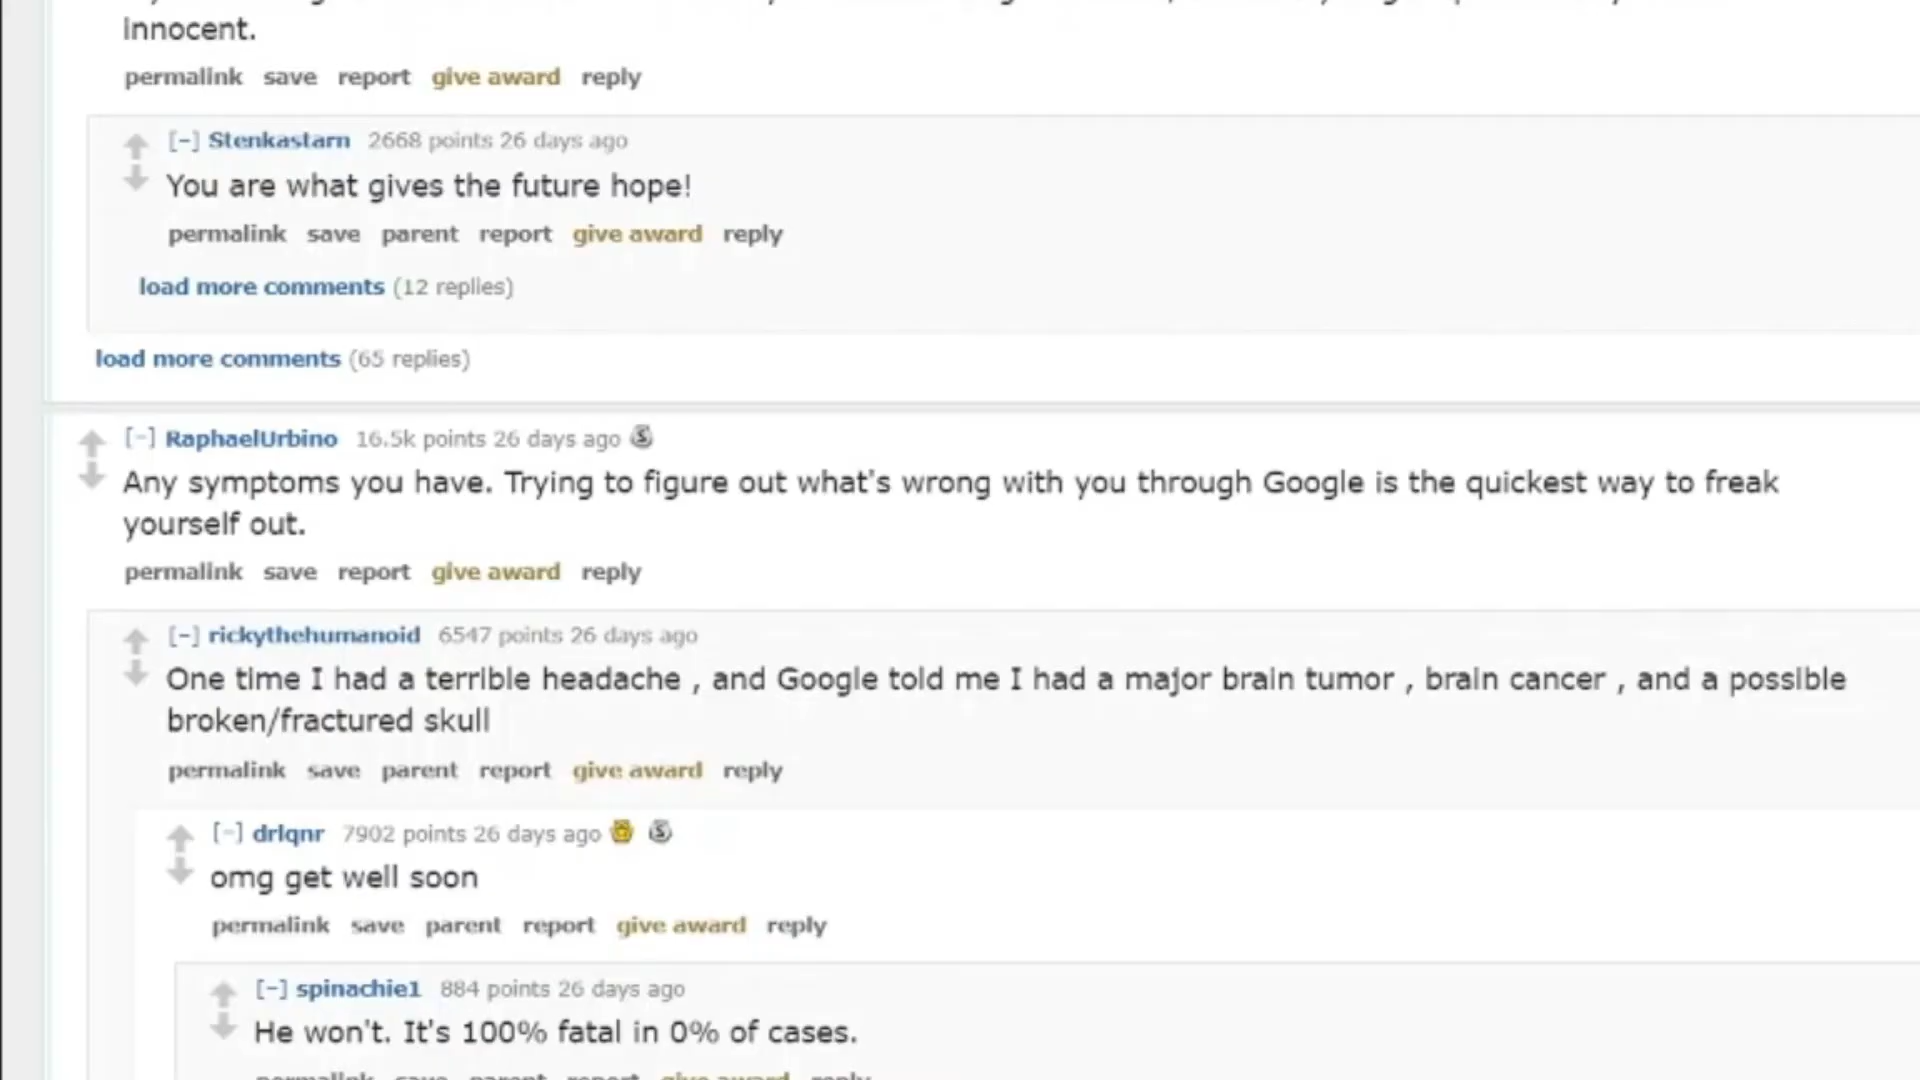 innocent.
permalink save report give award reply
[-] Stenkastarn 2668 points 26 days ago
You are what gives the future hope!
permalink save parent report give award reply
load more comments (12 replies)
load more comments (65 replies)
[-] RaphaelUrbino 16.5k points 26 days ago
Any symptoms you have. Trying to figure out what's wrong with you through Google is the quickest way to freak
yourself out.
permalink save report give award reply
[-] rickythehumanoid 6547 points 26 days ago
One time I had a terrible headache , and Google told me I had a major brain tumor , brain cancer , and a possible
broken/fractured skull
permalink save parent report give award reply
[-] drlqnr 7902 points 26 days ago
omg get well soon
permalink save parent report give award reply
[-] spinachie1 884 points 26 days ago
He won't. It's 100% fatal in 0% of cases.
permalink save parent report give award reply